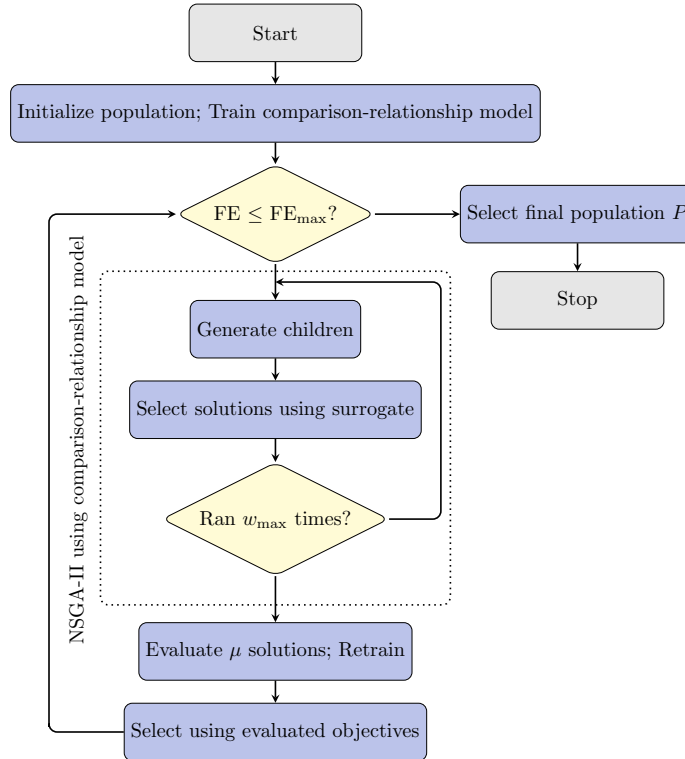 Start
Initialize population; Train comparison-relationship model
FE ≤ FE_max?
Select final population P
Stop
Generate children
Select solutions using surrogate
Ran w_max times?
NSGA-II using comparison-relationship model
Evaluate μ solutions; Retrain
Select using evaluated objectives